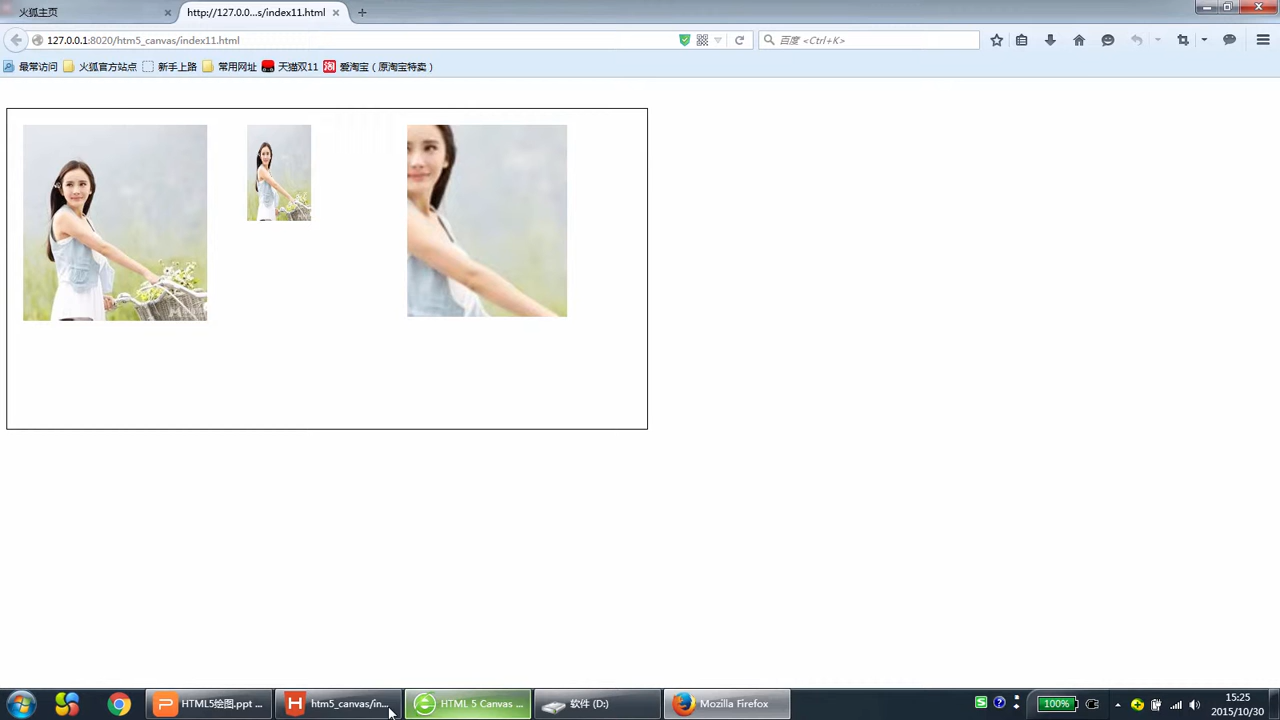 火狐主页
http://127.0.0...s/index11.html
127.0.0.1:8020/htm5_canvas/index11.html
百度 <Ctrl+K>
最常访问
火狐官方站点
新手上路
常用网址
天猫双11
淘
爱淘宝（原淘宝特卖）
HTML5绘图.ppt ...
htm5_canvas/in...
HTML 5 Canvas ...
软件 (D:)
Mozilla Firefox
100%
15:25
2015/10/30